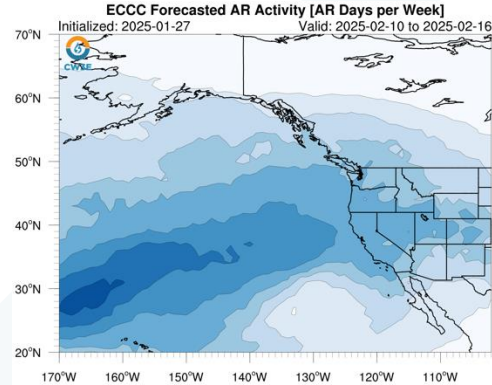 ECCC Forecasted AR Activity [AR Days per Week]
Initialized: 2025-01-27 Valid: 2025-02-10 to 2025-02-16
CW3E
70°N
60°N
50°N
40°N
30°N
20°N
170°W 160°W 150°W 140°W 130°W 120°W 110°W